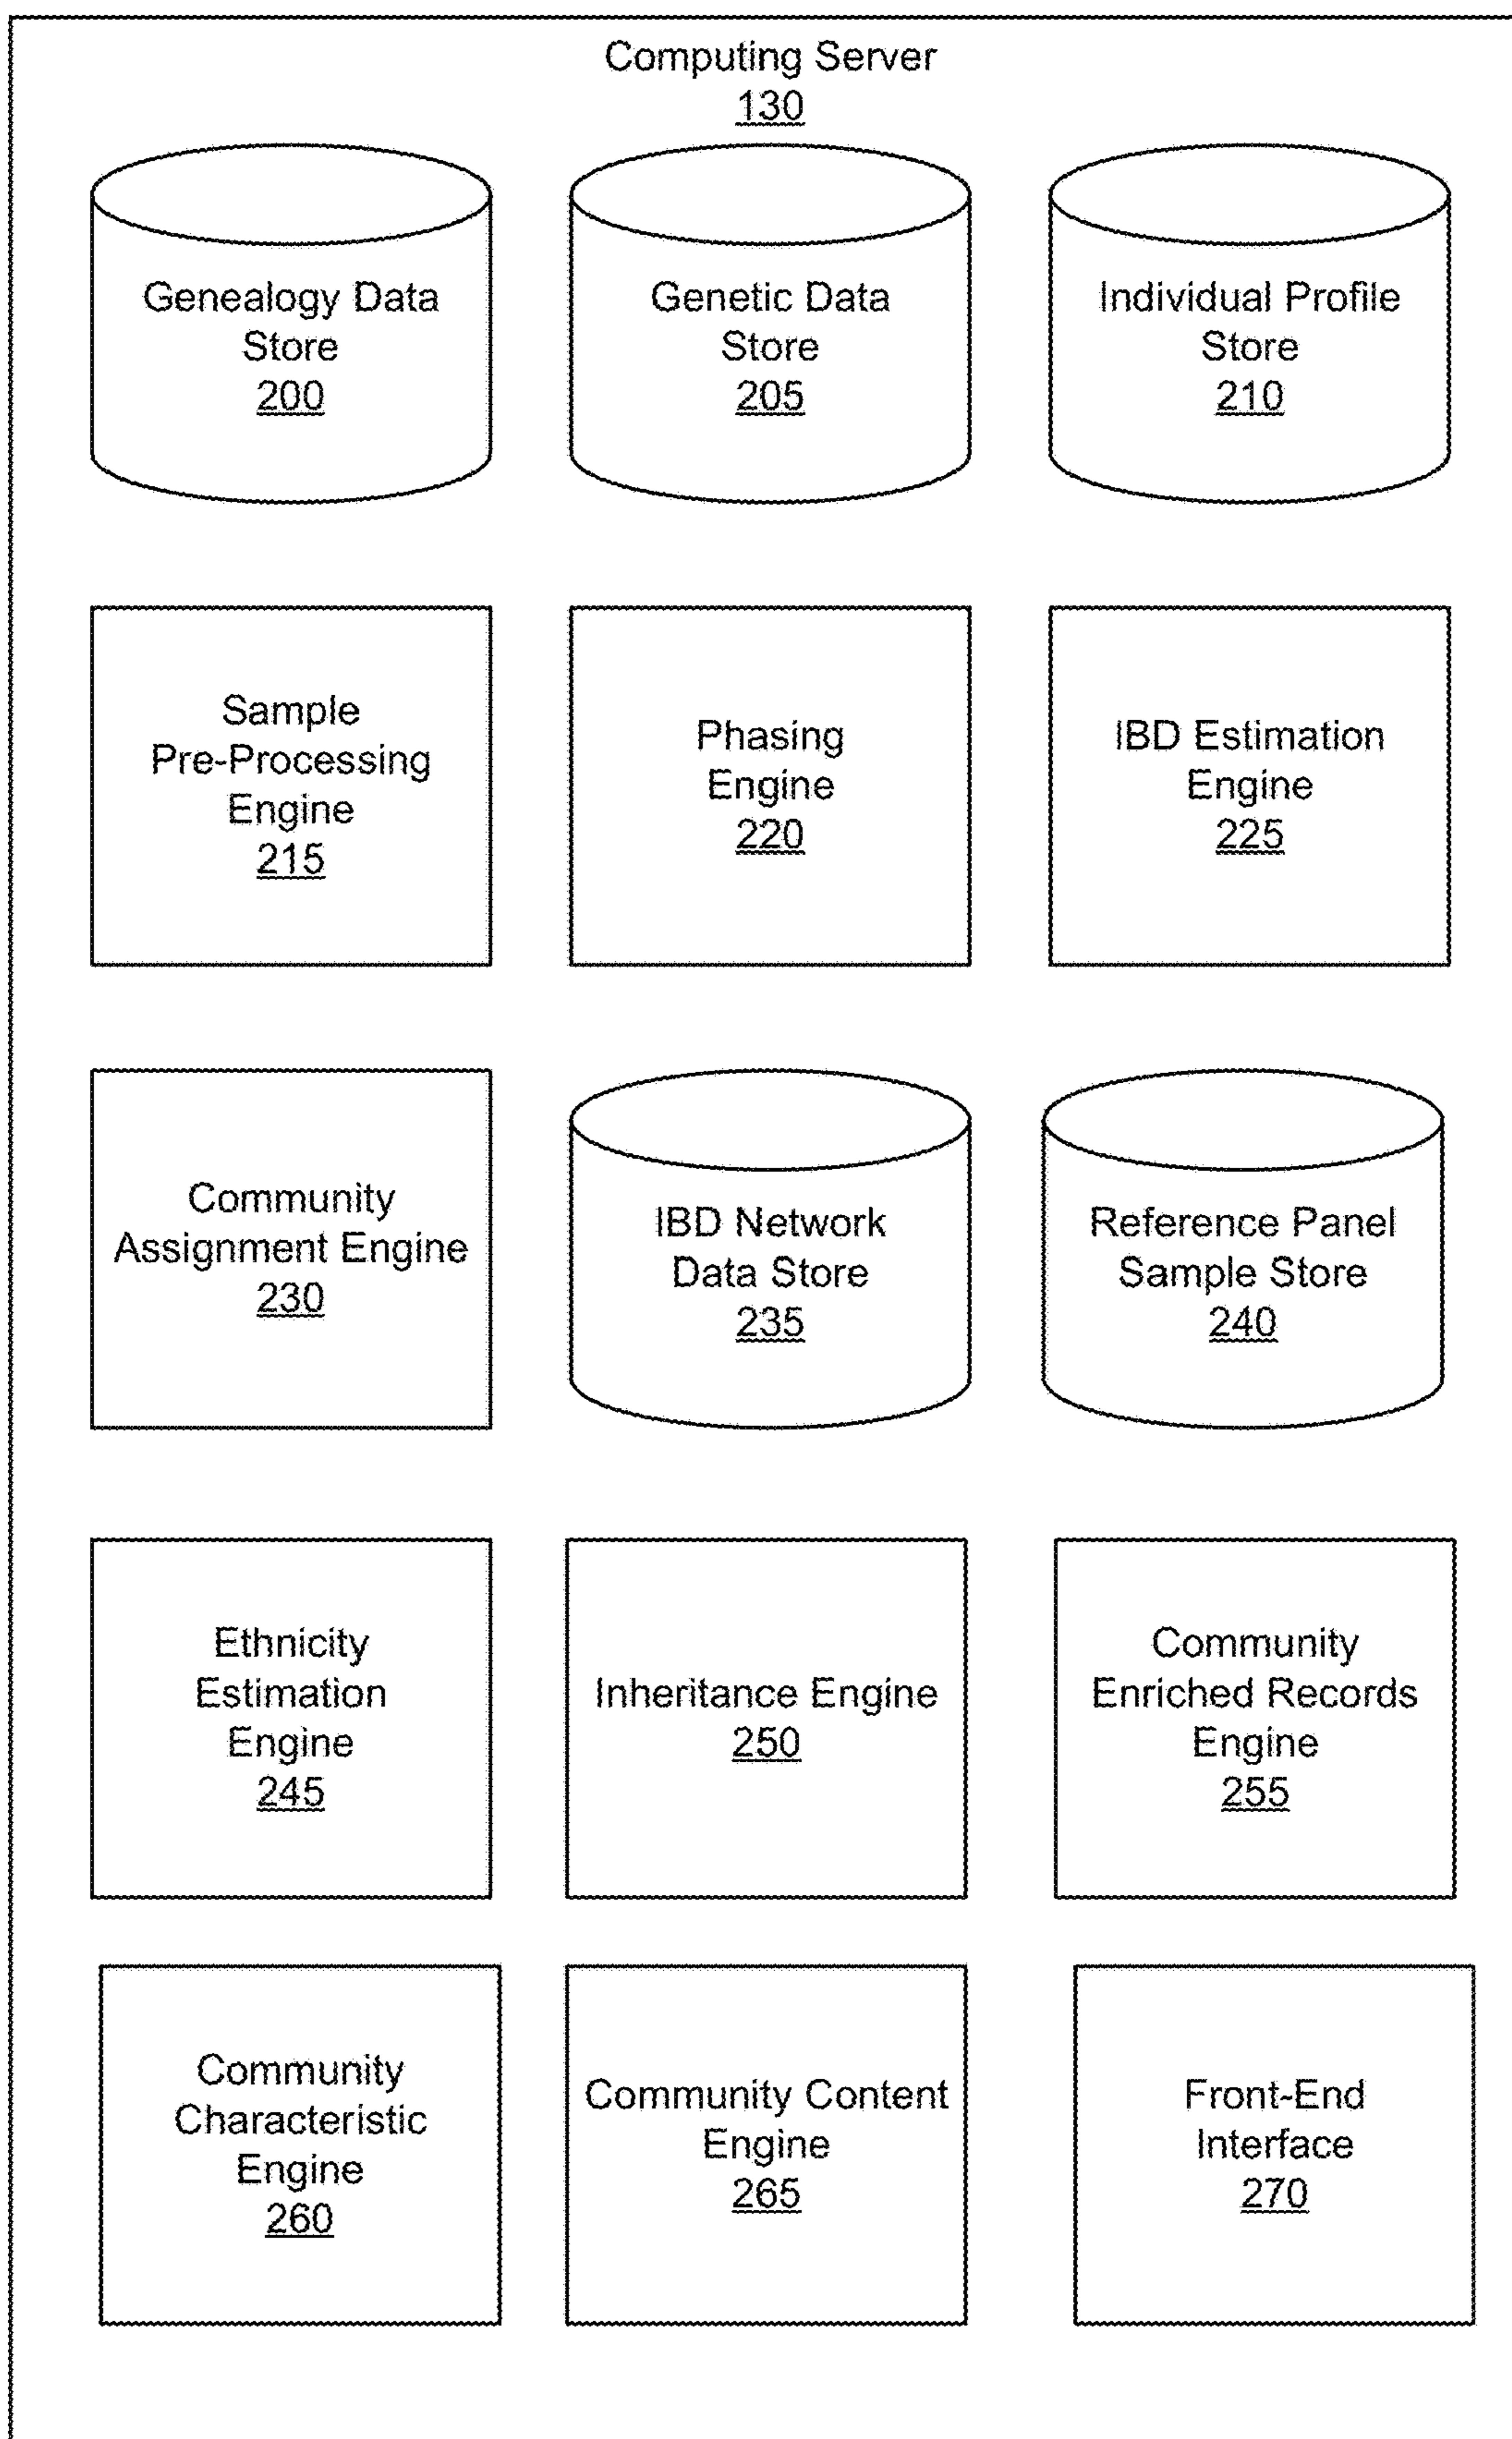 Computing Server
130
Genealogy Data
Store
200
Genetic Data
Store
205
Individual Profile
Store
210
Sample
Pre-Processing
Engine
215
Phasing
Engine
220
IBD Estimation
Engine
225
Community
Assignment Engine
230
IBD Network
Data Store
235
Reference Panel
Sample Store
240
Ethnicity
Estimation
Engine
245
Inheritance Engine
250
Community
Enriched Records
Engine
255
Community
Characteristic
Engine
260
Community Content
Engine
265
Front-End
Interface
270